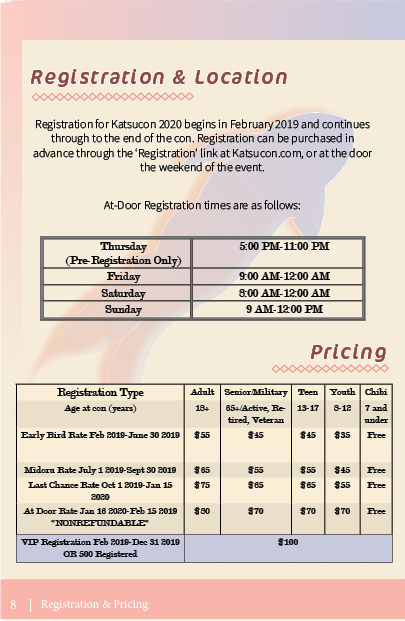 Registration & Location
Registration for Katsucon 2020 begins in February 2019 and continues
through to the end of the con. Registration can be purchased in
advance through the 'Registration' link at Katsucon.com, or at the door
the weekend of the event.
At-Door Registration times are as follows:
Thursday 5:00 PM-11:00 PM
(Pre-Registration Only)
Friday 9:00 AM-12:00 AM
Saturday 8:00 AM-12:00 AM
Sunday 9 AM-12:00 PM
Pricing
Registration Type Adult Senior/Military Teen Youth Chibi
Age at con (years) 18+ 65+/Active, Re- 13-17 8-12 7 and
tired, Veteran under
Early Bird Rate Feb 2019-June 30 2019 $55 $45 $45 $35 Free
Midoru Rate July 1 2019-Sept 30 2019 $65 $55 $55 $45 Free
Last Chance Rate Oct 1 2019-Jan 15 $75 $65 $65 $55 Free
2020
At Door Rate Jan 16 2020-Feb 15 2019 $80 $70 $70 $70 Free
"NONREFUNDABLE"
VIP Registration Feb 2019-Dec 31 2019 $100
OR 500 Registered
8 | Registration & Pricing